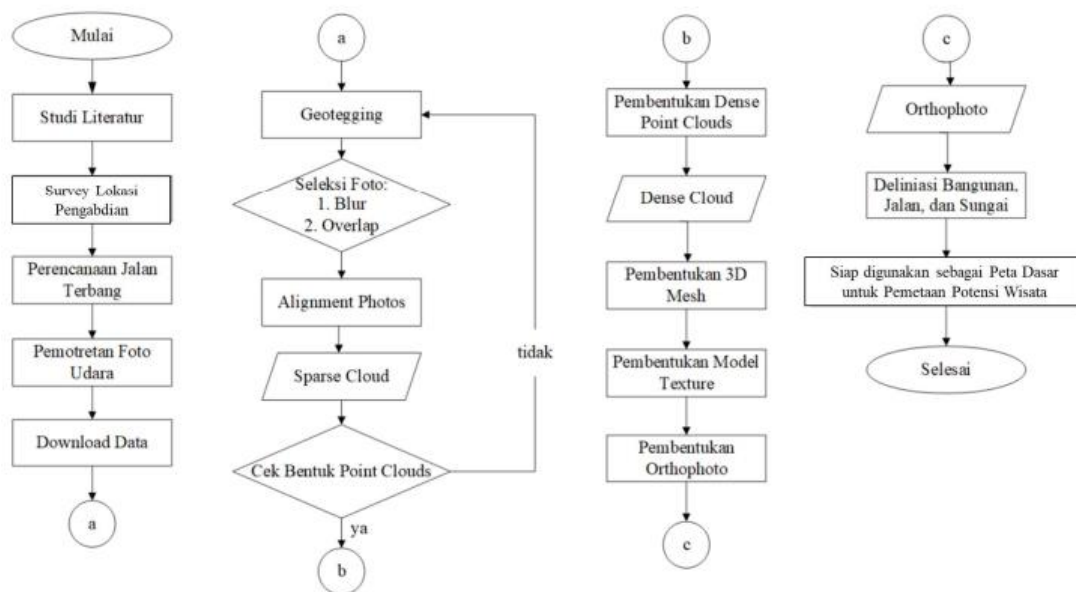 Mulai
Studi Literatur
Survey Lokasi
Pengabdian
Perencanaan Jalan
Terbang
Pemotretan Foto
Udara
Download Data
a
a
Geotegging
Seleksi Foto:
1. Blur
2. Overlap
Alignment Photos
Sparse Cloud
Cek Bentuk Point Clouds
tidak
ya
b
b
Pembentukan Dense
Point Clouds
Dense Cloud
Pembentukan 3D
Mesh
Pembentukan Model
Texture
Pembentukan
Orthophoto
c
c
Orthophoto
Deliniasi Bangunan,
Jalan, dan Sungai
Siap digunakan sebagai Peta Dasar
untuk Pemetaan Potensi Wisata
Selesai